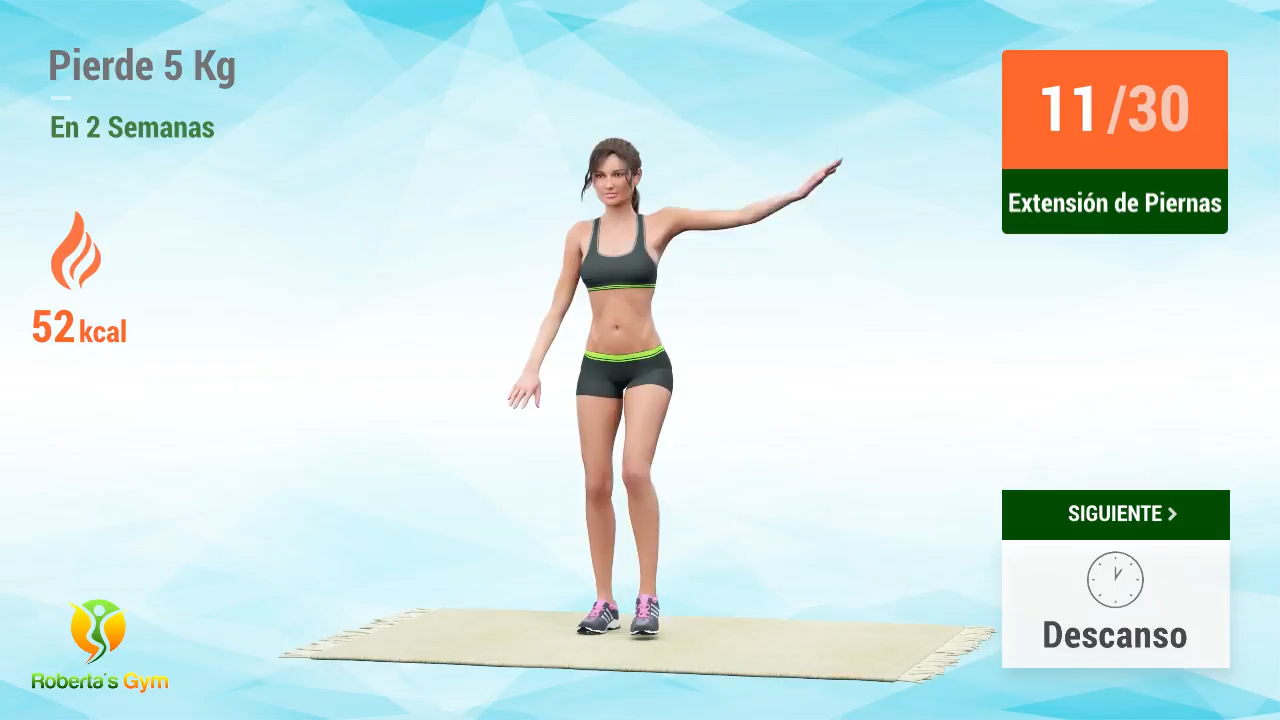 Pierde 5 Kg
En 2 Semanas
52 kcal
11/30
Extensión de Piernas
SIGUIENTE >
Descanso
Roberta's Gym